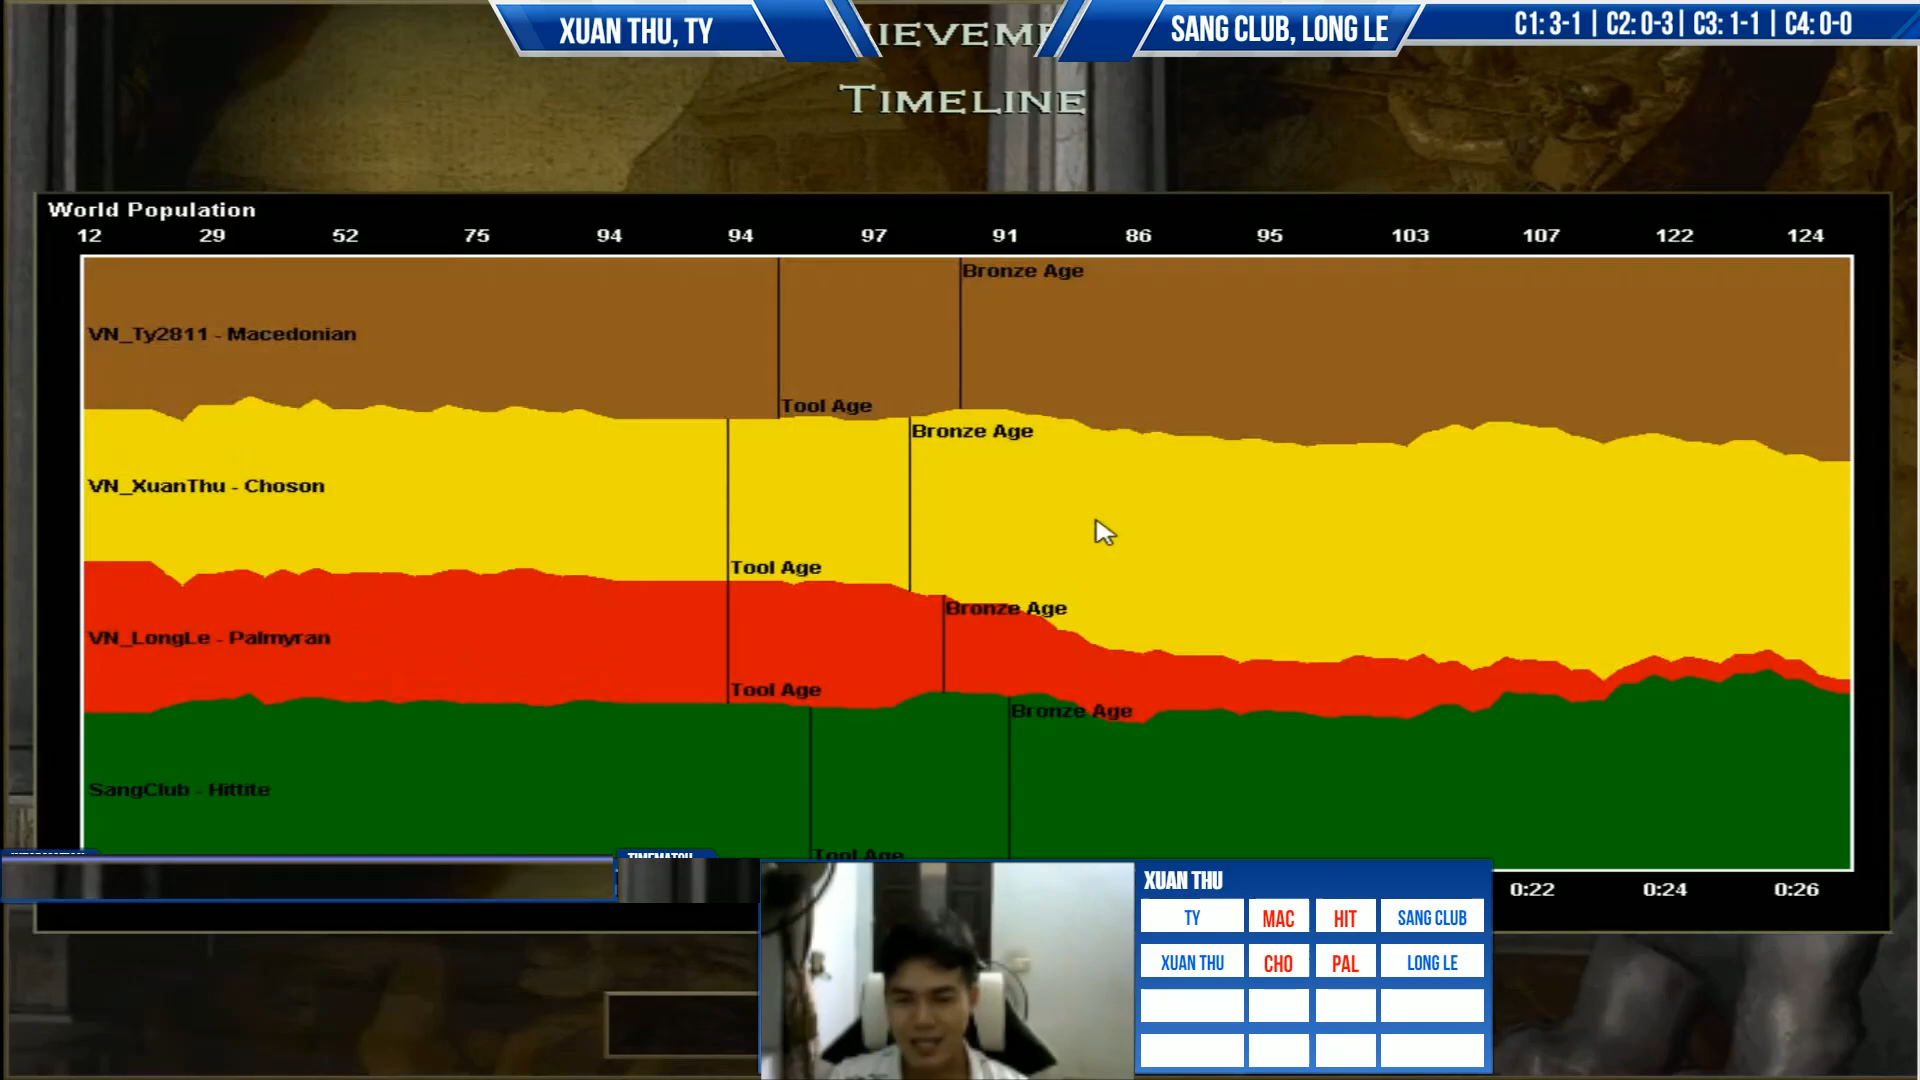 XUAN THU, TY
SANG CLUB, LONG LE
C1: 3-1 | C2: 0-3 | C3: 1-1 | C4: 0-0
IEVEM
TIMELINE
World Population
12 29 52 75 94 94 97 91 86 95 103 107 122 124
Bronze Age
VN_Ty2811 - Macedonian
Tool Age
Bronze Age
VN_XuanThu - Choson
Tool Age
Bronze Age
VN_LongLe - Palmyran
Tool Age
Bronze Age
SangClub - Hittite
Tool Age
TIMEMATCH
XUAN THU
0:22 0:24 0:26
TY MAC HIT SANG CLUB
XUAN THU CHO PAL LONG LE